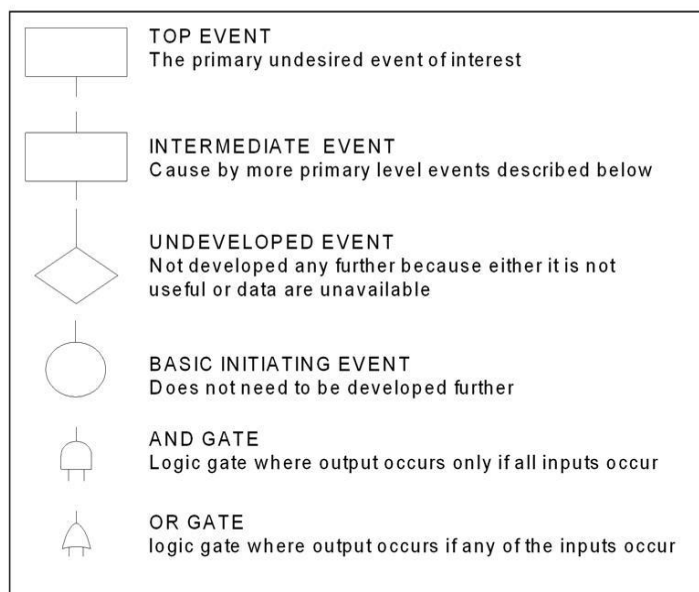 TOP EVENT
The primary undesired event of interest
INTERMEDIATE EVENT
Cause by more primary level events described below
UNDEVELOPED EVENT
Not developed any further because either it is not
useful or data are unavailable
BASIC INITIATING EVENT
Does not need to be developed further
AND GATE
Logic gate where output occurs only if all inputs occur
OR GATE
logic gate where output occurs if any of the inputs occur